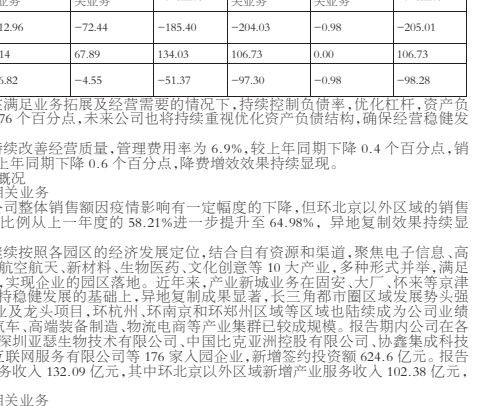 业务 关业务 关业务 关业务
12.96 −72.44 −185.40 −204.03 −0.98 −205.01
14 67.89 134.03 106.73 0.00 106.73
6.82 −4.55 −51.37 −97.30 −0.98 −98.28
满足业务拓展及经营需要的情况下,持续控制负债率,优化杠杆,资产负
76 个百分点,未来公司也将持续重视优化资产负债结构,确保经营稳健发
续改善经营质量,管理费用率为 6.9%,较上年同期下降 0.4 个百分点,销
上年同期下降 0.6 个百分点,降费增效效果持续显现。
概况
相关业务
公司整体销售额因疫情影响有一定幅度的下降,但环北京以外区域的销售
比例从上一年度的 58.21%进一步提升至 64.98%, 异地复制效果持续显
继续按照各园区的经济发展定位,结合自有资源和渠道,聚焦电子信息、高
航空航天、新材料、生物医药、文化创意等 10 大产业,多种形式并举,满足
,实现企业的园区落地。近年来,产业新城业务在固安、大厂、怀来等京津
持稳健发展的基础上,异地复制成果显著,长三角都市圈区域发展势头强
业及龙头项目,环杭州、环南京和环郑州区域等区域也陆续成为公司业绩
汽车、高端装备制造、物流电商等产业集群已较成规模。报告期内公司在各
深圳亚瑟生物技术有限公司、中国比克亚洲控股有限公司、协鑫集成科技
互联网服务有限公司等 176 家入园企业,新增签约投资额 624.6 亿元。报告
务收入 132.09 亿元,其中环北京以外区域新增产业服务收入 102.38 亿元,
相关业务